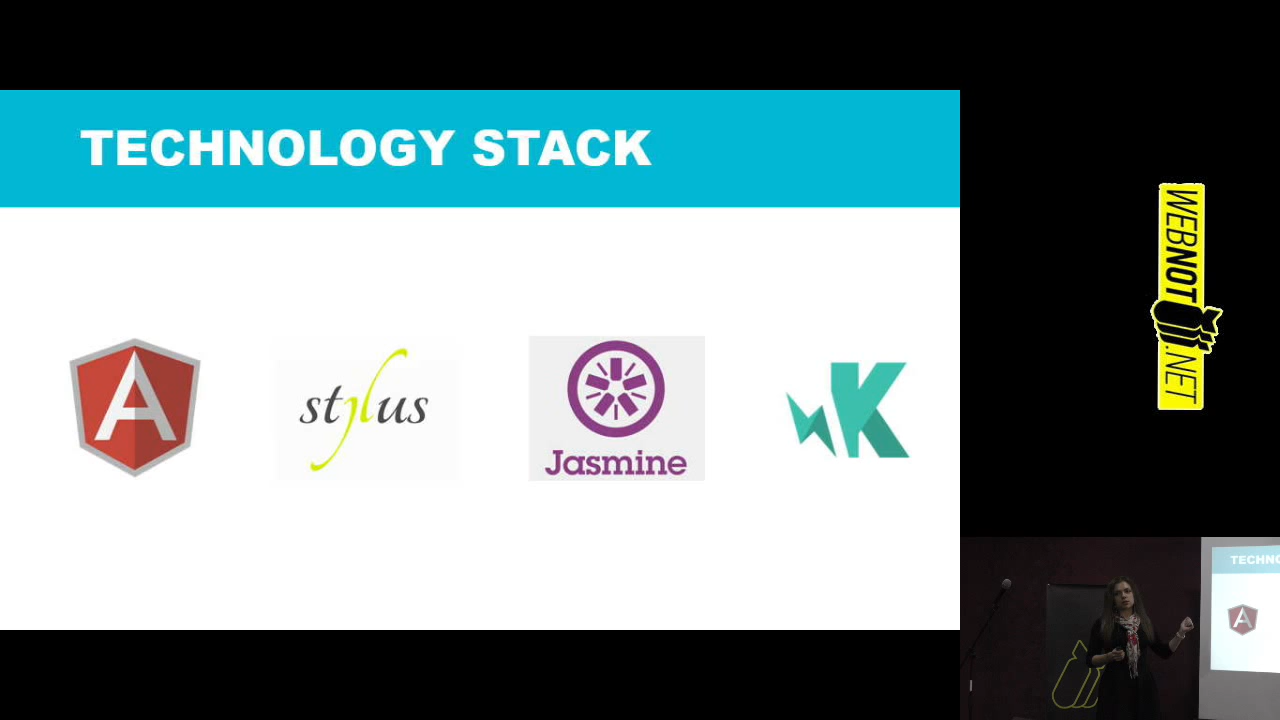 TECHNOLOGY STACK
A
stylus
Jasmine
K
WEBNOT
.NET
TECHNO
A